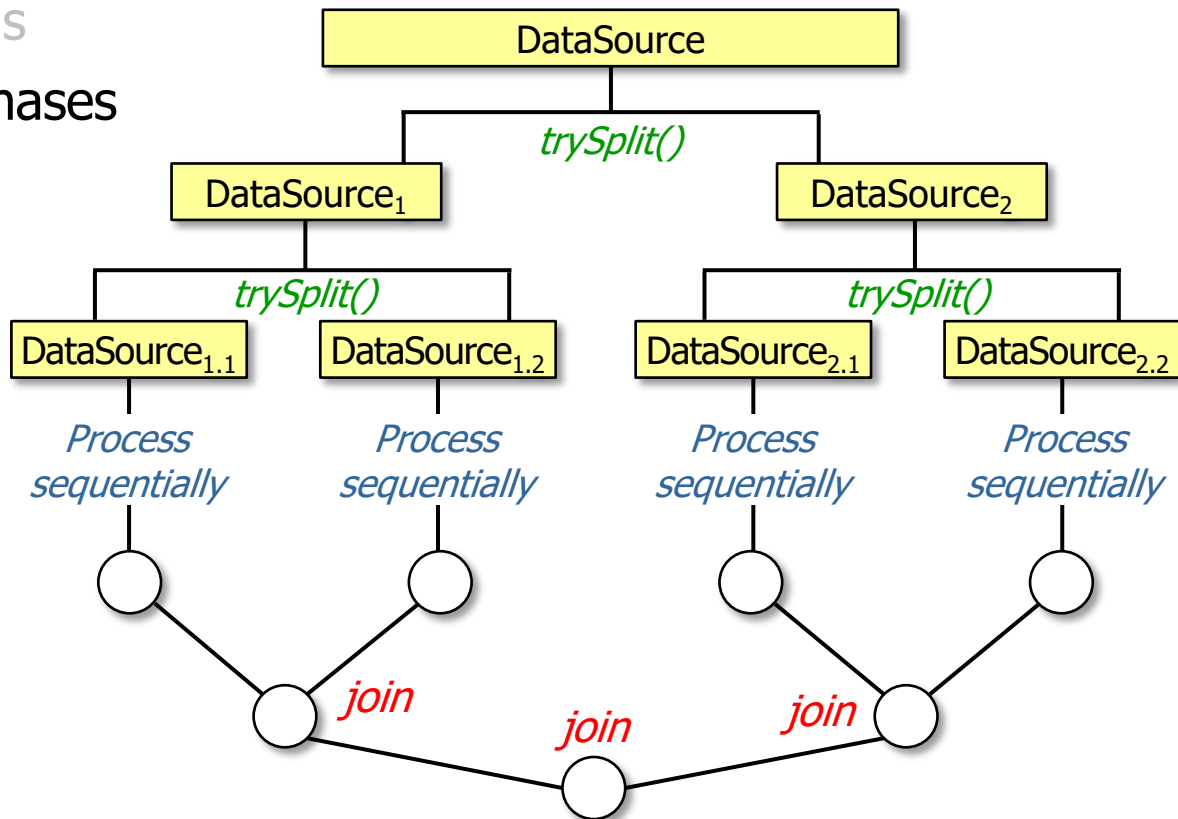 s
nases
DataSource
trySplit()
DataSource₁
DataSource₂
trySplit()
trySplit()
DataSource₁.₁
DataSource₁.₂
DataSource₂.₁
DataSource₂.₂
Process
sequentially
Process
sequentially
Process
sequentially
Process
sequentially
join
join
join